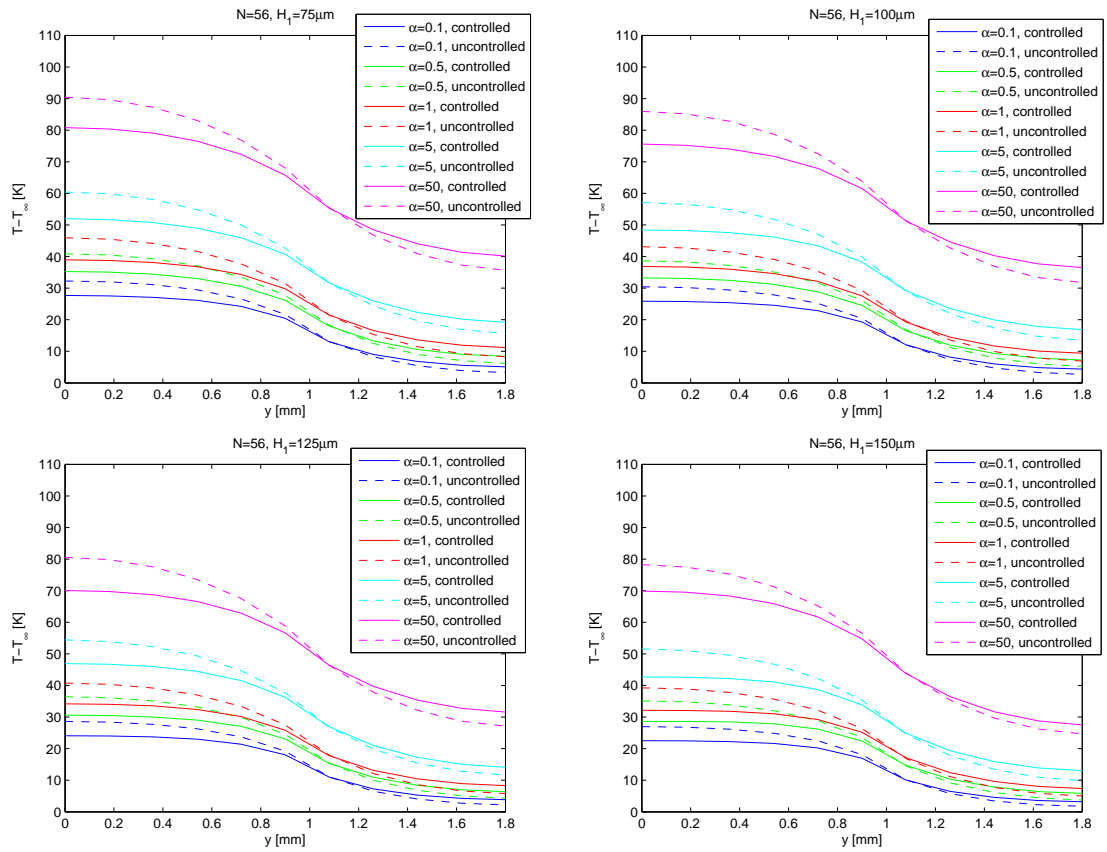 N=56, H₁=75μm
α=0.1, controlled
α=0.1, uncontrolled
α=0.5, controlled
α=0.5, uncontrolled
α=1, controlled
α=1, uncontrolled
α=5, controlled
α=5, uncontrolled
α=50, controlled
α=50, uncontrolled
110
100
90
80
70
60
50
40
30
20
10
0
T−T∞ [K]
0 0.2 0.4 0.6 0.8 1 1.2 1.4 1.6 1.8
y [mm]
N=56, H₁=100μm
α=0.1, controlled
α=0.1, uncontrolled
α=0.5, controlled
α=0.5, uncontrolled
α=1, controlled
α=1, uncontrolled
α=5, controlled
α=5, uncontrolled
α=50, controlled
α=50, uncontrolled
110
100
90
80
70
60
50
40
30
20
10
0
T−T∞ [K]
0 0.2 0.4 0.6 0.8 1 1.2 1.4 1.6 1.8
y [mm]
N=56, H₁=125μm
α=0.1, controlled
α=0.1, uncontrolled
α=0.5, controlled
α=0.5, uncontrolled
α=1, controlled
α=1, uncontrolled
α=5, controlled
α=5, uncontrolled
α=50, controlled
α=50, uncontrolled
110
100
90
80
70
60
50
40
30
20
10
0
T−T∞ [K]
0 0.2 0.4 0.6 0.8 1 1.2 1.4 1.6 1.8
y [mm]
N=56, H₁=150μm
α=0.1, controlled
α=0.1, uncontrolled
α=0.5, controlled
α=0.5, uncontrolled
α=1, controlled
α=1, uncontrolled
α=5, controlled
α=5, uncontrolled
α=50, controlled
α=50, uncontrolled
110
100
90
80
70
60
50
40
30
20
10
0
T−T∞ [K]
0 0.2 0.4 0.6 0.8 1 1.2 1.4 1.6 1.8
y [mm]